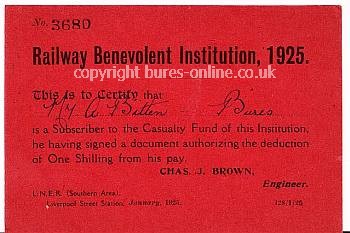 No. 3680
Railway Benevolent Institution, 1925.
copyright bures-online.co.uk
This is to Certify that
A Bitten Bures
is a Subscriber to the Casualty Fund of this Institution,
he having signed a document authorizing the deduction
of One Shilling from his pay.
CHAS. J. BROWN,
Engineer.
L.N.E.R. (Southern Area),
Liverpool Street Station, January, 1925.